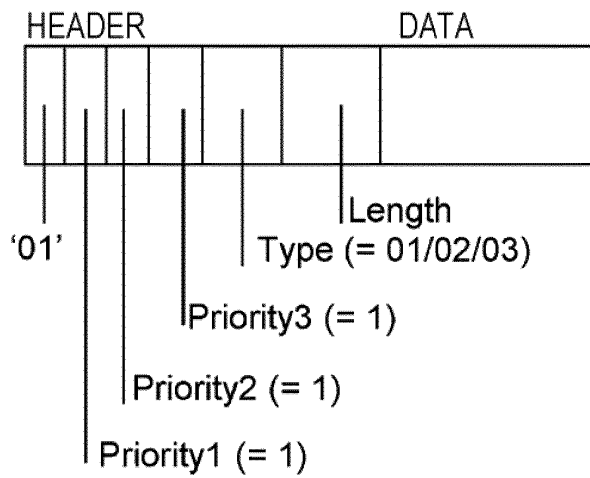 HEADER DATA
Length
'01' Type (= 01/02/03)
Priority3 (= 1)
Priority2 (= 1)
Priority1 (= 1)